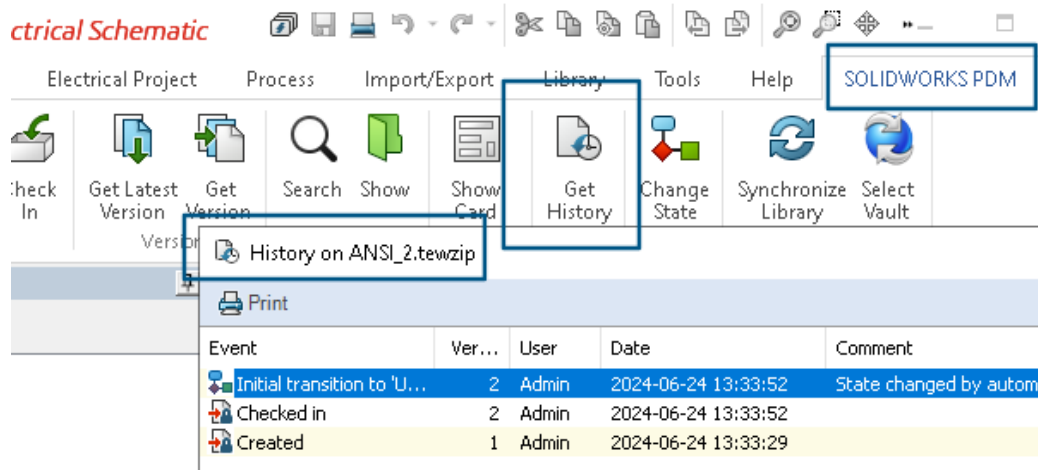 ctrical Schematic
Electrical Project Process Import/Export Library Tools Help SOLIDWORKS PDM
Check In
Get Latest Version
Get Version
Search
Show
Show Card
Get History
Change State
Synchronize Library
Select Vault
Versio
History on ANSI_2.tewzip
Print
Event Ver... User Date Comment
Initial transition to 'U... 2 Admin 2024-06-24 13:33:52 State changed by autom
Checked in 2 Admin 2024-06-24 13:33:52
Created 1 Admin 2024-06-24 13:33:29